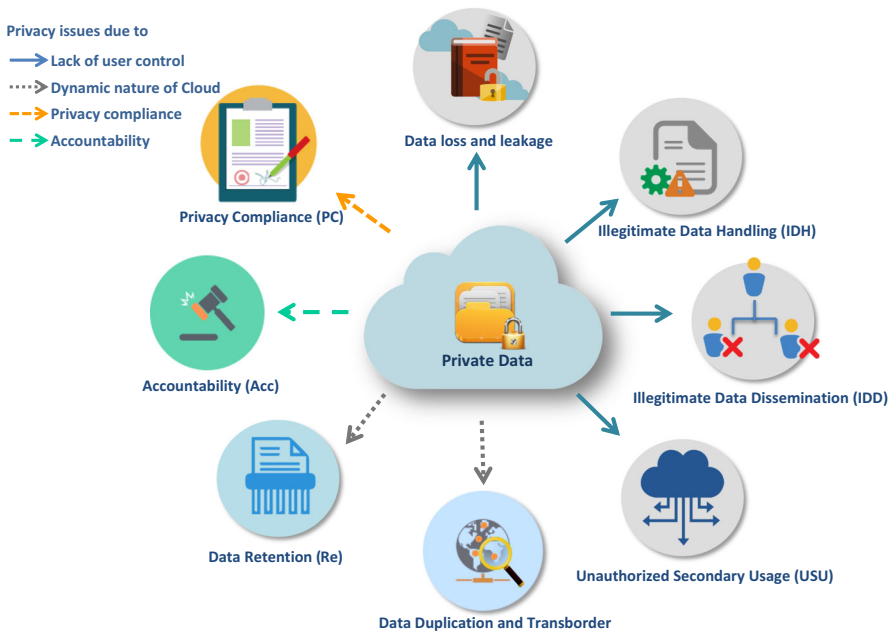 Privacy issues due to
Lack of user control
Dynamic nature of Cloud
Privacy compliance
Accountability
Data loss and leakage
Privacy Compliance (PC)
Illegitimate Data Handling (IDH)
Private Data
Accountability (Acc)
Illegitimate Data Dissemination (IDD)
Data Retention (Re)
Unauthorized Secondary Usage (USU)
Data Duplication and Transborder